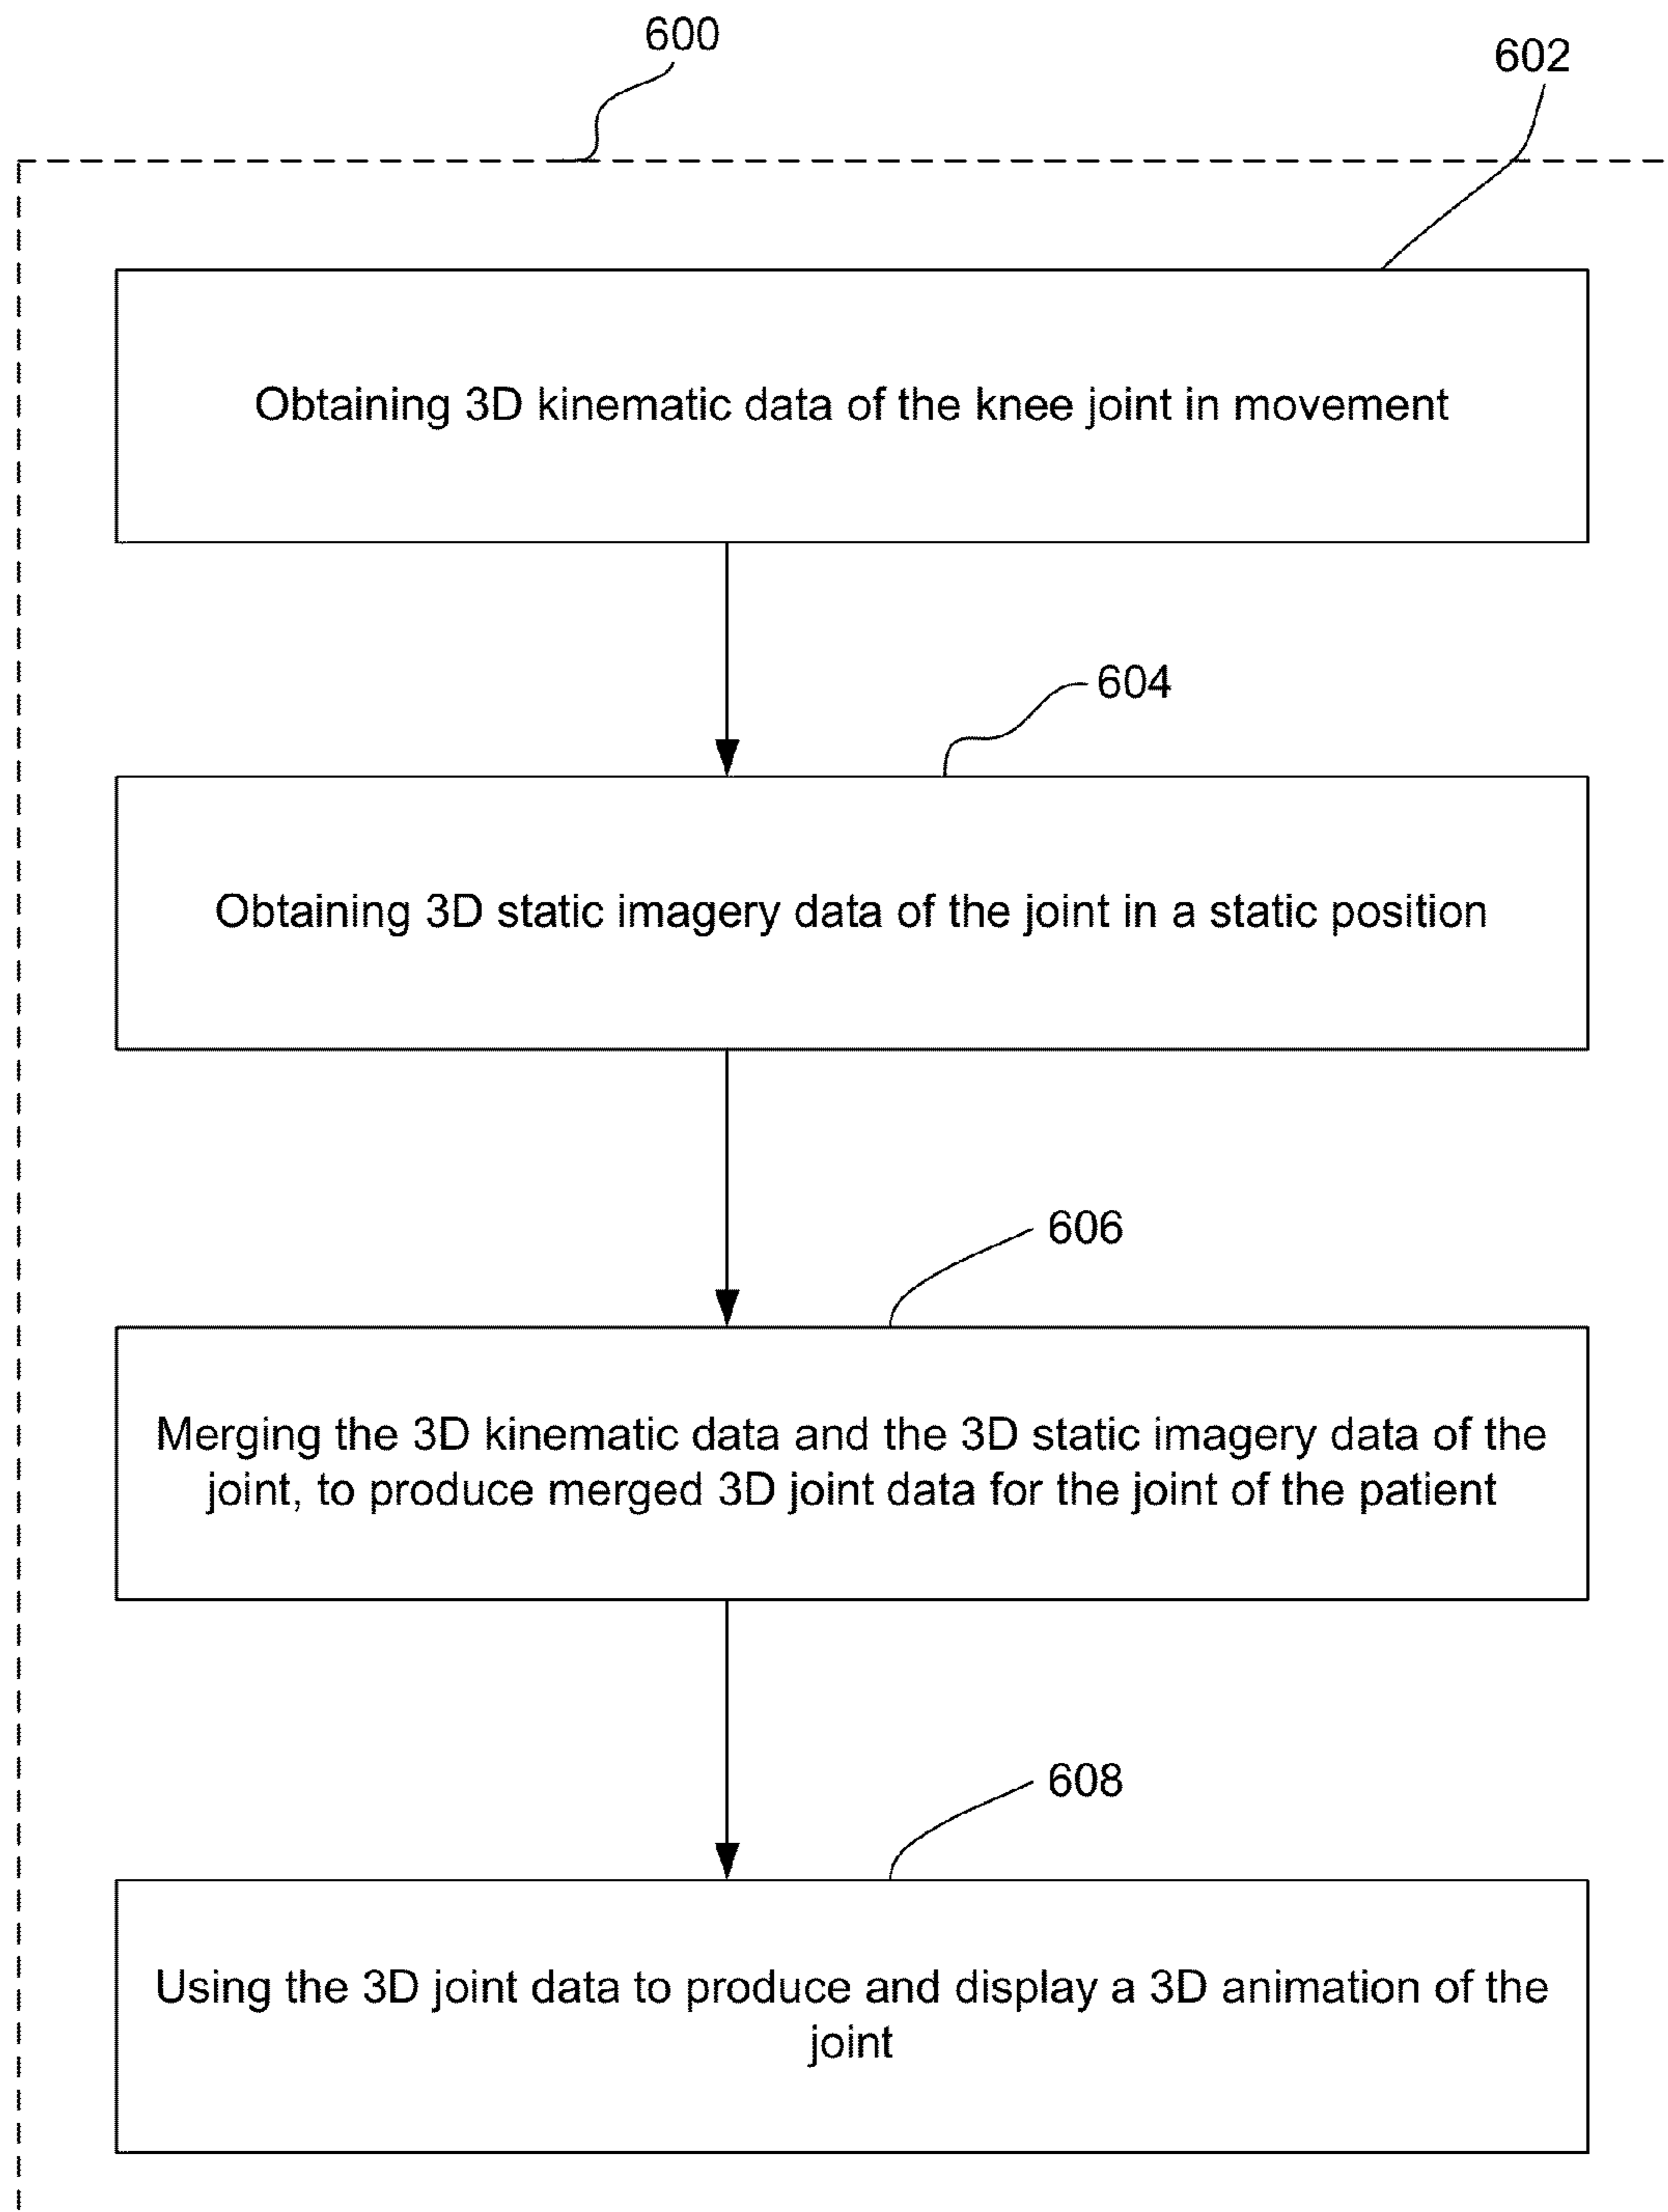 600
602
Obtaining 3D kinematic data of the knee joint in movement
604
Obtaining 3D static imagery data of the joint in a static position
606
Merging the 3D kinematic data and the 3D static imagery data of the
joint, to produce merged 3D joint data for the joint of the patient
608
Using the 3D joint data to produce and display a 3D animation of the
joint